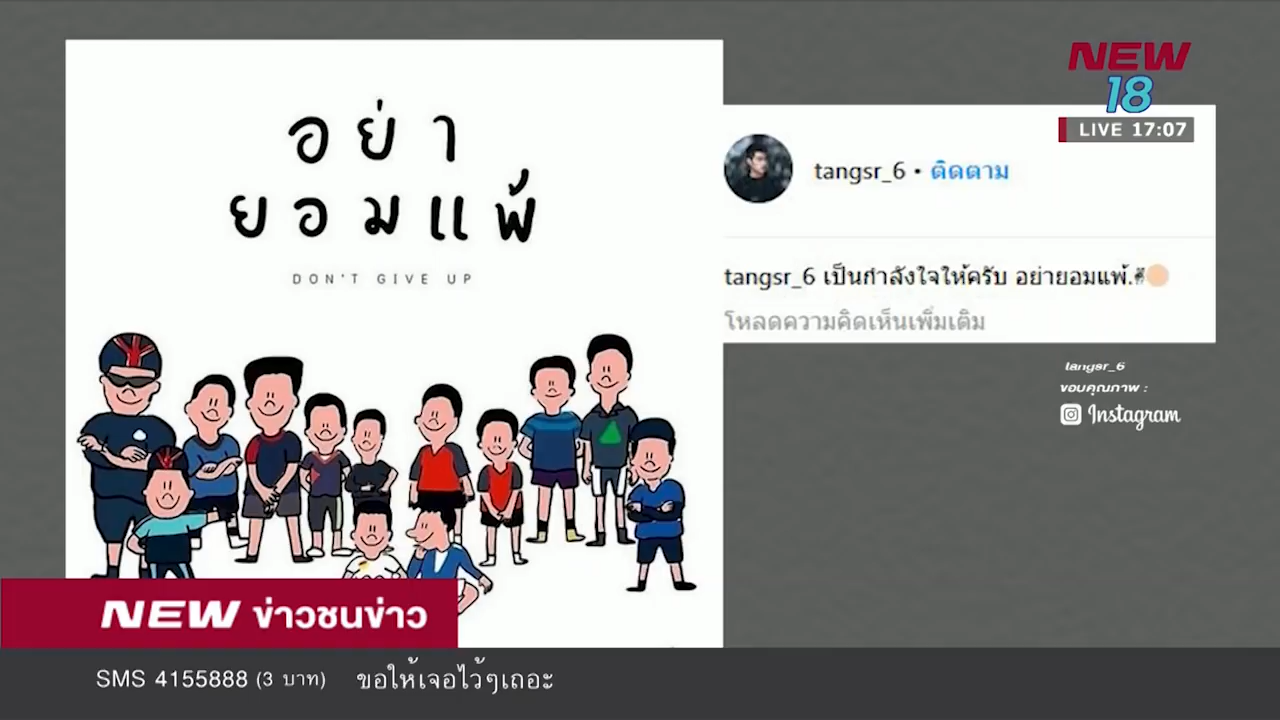 อย่า
ยอมแพ้
DON'T GIVE UP
NEW
18
LIVE 17:07
tangsr_6 • ติดตาม
tangsr_6 เป็นกำลังใจให้ครับ อย่ายอมแพ้.
โหลดความคิดเห็นเพิ่มเติม
tangsr_6
ขอบคุณภาพ :
Instagram
NEW ข่าวชนข่าว
SMS 4155888 (3 บาท) ขอให้เจอไว้ๆเถอะ